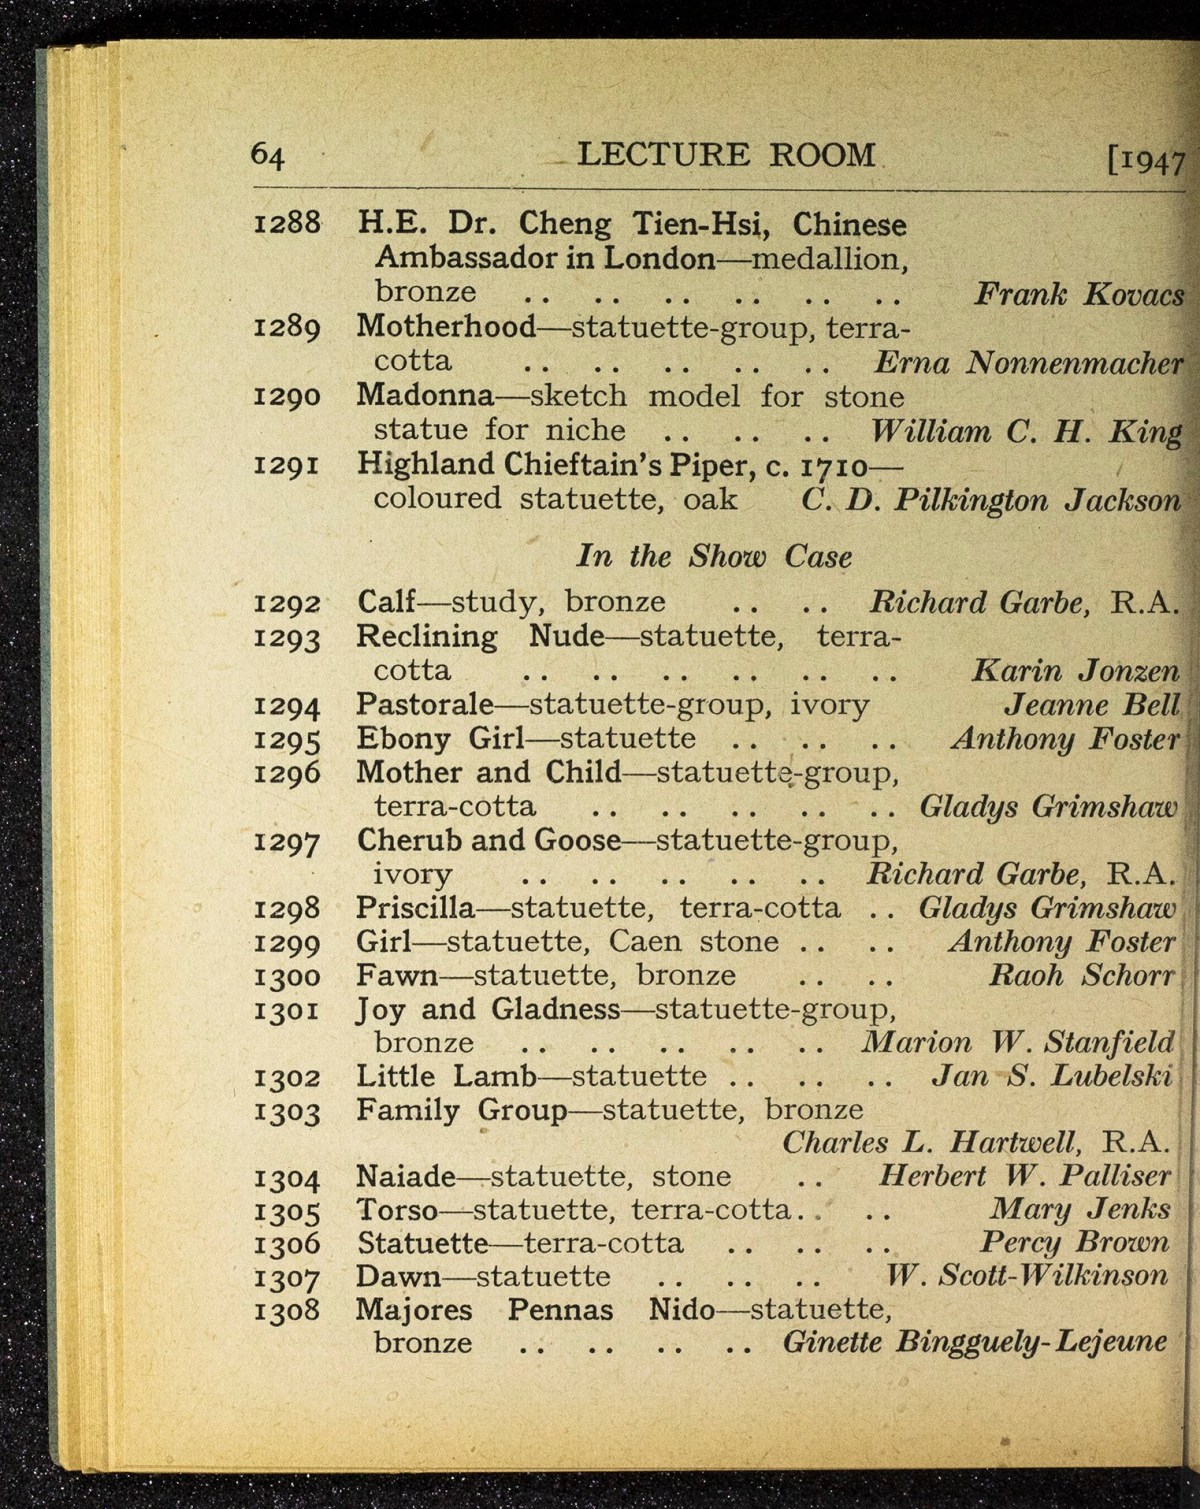 64 LECTURE ROOM [1947
1288 H.E. Dr. Cheng Tien-Hsi, Chinese
Ambassador in London—medallion,
bronze .. .. .. .. .. .. Frank Kovacs
1289 Motherhood—statuette-group, terra-
cotta .. .. .. .. .. Erna Nonnenmacher
1290 Madonna—sketch model for stone
statue for niche .. .. .. William C. H. King
1291 Highland Chieftain's Piper, c. 1710—
coloured statuette, oak C. D. Pilkington Jackson
In the Show Case
1292 Calf—study, bronze .. .. Richard Garbe, R.A.
1293 Reclining Nude—statuette, terra-
cotta .. .. .. .. .. .. Karin Jonzen
1294 Pastorale—statuette-group, ivory Jeanne Bell
1295 Ebony Girl—statuette .. .. .. Anthony Foster
1296 Mother and Child—statuette-group,
terra-cotta .. .. .. .. .. Gladys Grimshaw
1297 Cherub and Goose—statuette-group,
ivory .. .. .. .. .. Richard Garbe, R.A.
1298 Priscilla—statuette, terra-cotta .. Gladys Grimshaw
1299 Girl—statuette, Caen stone .. .. Anthony Foster
1300 Fawn—statuette, bronze .. .. Raoh Schorr
1301 Joy and Gladness—statuette-group,
bronze .. .. .. .. .. Marion W. Stanfield
1302 Little Lamb—statuette .. .. .. Jan S. Lubelski
1303 Family Group—statuette, bronze
Charles L. Hartwell, R.A.
1304 Naiade—statuette, stone .. Herbert W. Palliser
1305 Torso—statuette, terra-cotta.. .. Mary Jenks
1306 Statuette—terra-cotta .. .. .. Percy Brown
1307 Dawn—statuette .. .. .. W. Scott-Wilkinson
1308 Majores Pennas Nido—statuette,
bronze .. .. .. .. Ginette Bingguely-Lejeune